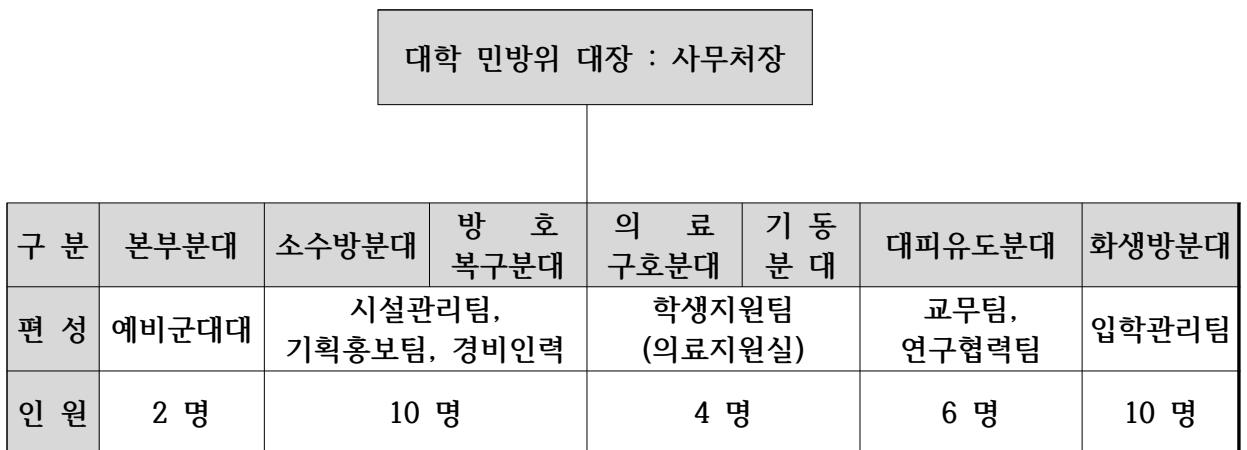 대학 민방위 대장 : 사무처장
구 분 본부분대 소수방분대 방 호 복구분대 의 료 구호분대 기 동 분 대 대피유도분대 화생방분대
편 성 예비군대대 시설관리팀, 기획홍보팀, 경비인력 학생지원팀 (의료지원실) 교무팀, 연구협력팀 입학관리팀
인 원 2 명 10 명 4 명 6 명 10 명